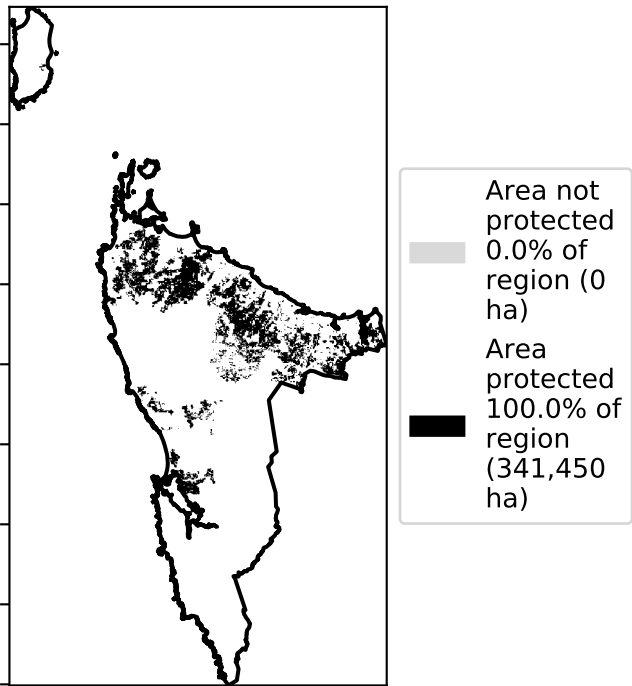 Area not
protected
0.0% of
region (0
ha)
Area
protected
100.0% of
region
(341,450
ha)